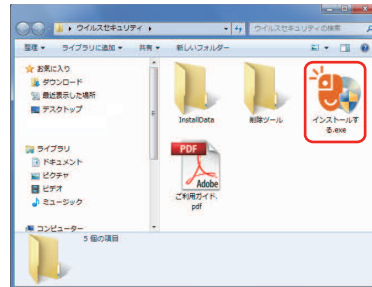 ウイルスセキュリティ
ウイルスセキュリティの検索
整理
ライブラリに追加
共有
新しいフォルダー
お気に入り
ダウンロード
最近表示した場所
デスクトップ
ライブラリ
ドキュメント
ピクチャ
ビデオ
ミュージック
コンピューター
InstallData
削除ツール
インストールす
る.exe
PDF
Adobe
ご利用ガイド.
pdf
5 個の項目